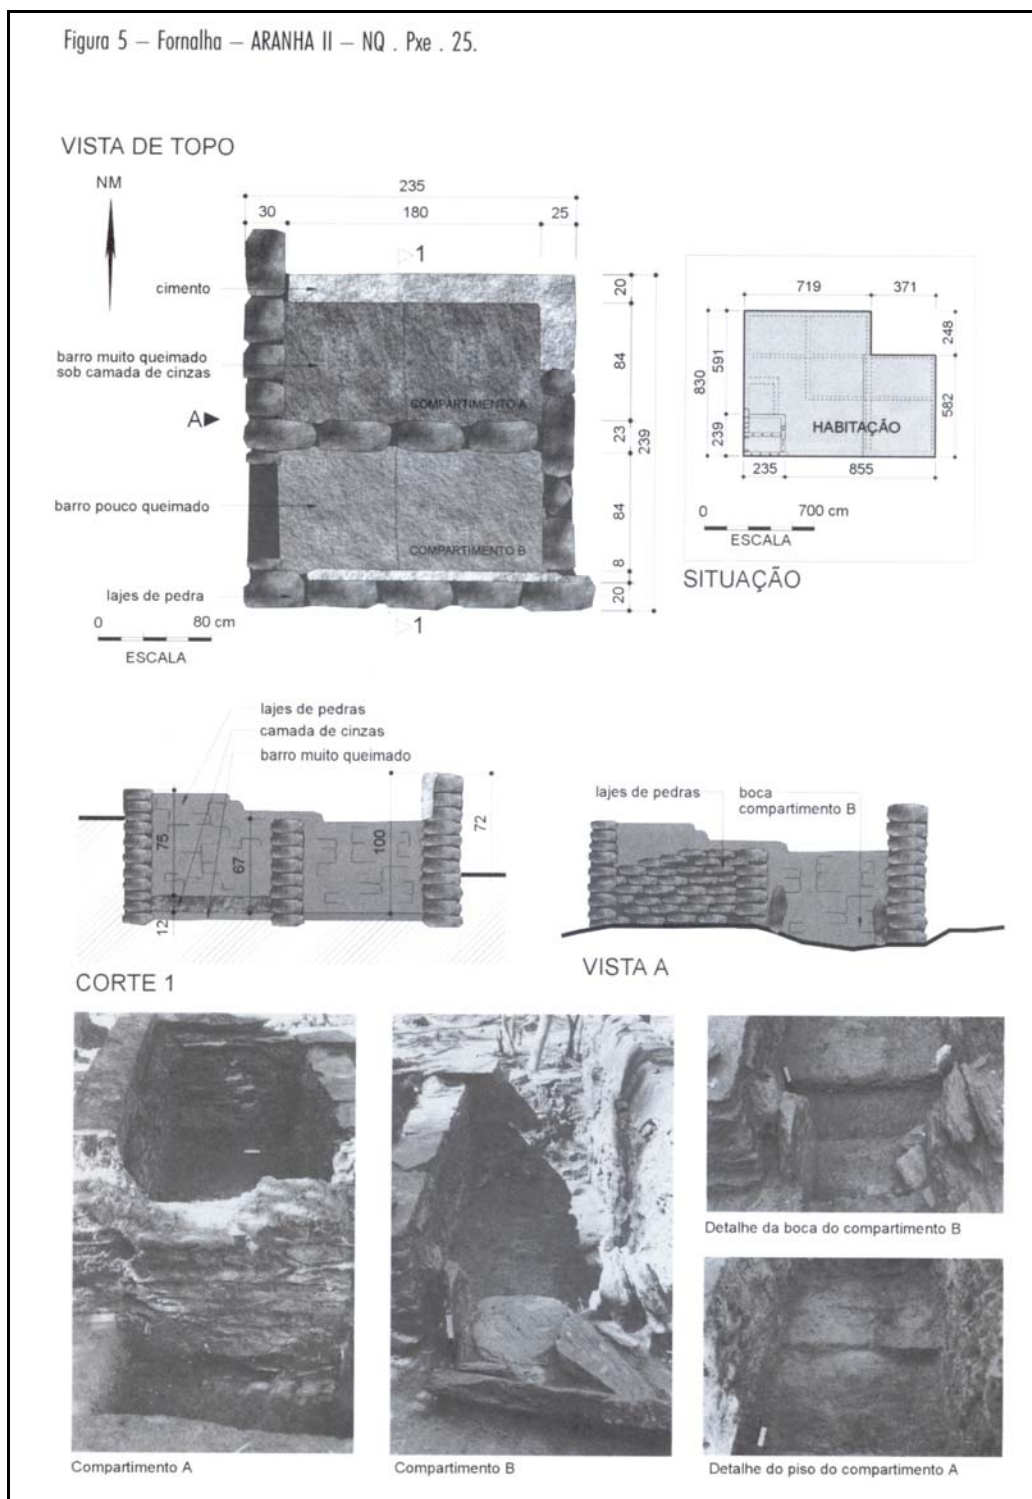 Figura 5 – Fornalha – ARANHA II – NQ . Pxe . 25.
VISTA DE TOPO
NM
235
30
180
25
1
cimento
barro muito queimado
sob camada de cinzas
COMPARTIMENTO A
A
barro pouco queimado
COMPARTIMENTO B
lajes de pedra
20
84
23
84
8
20
239
1
0
80 cm
ESCALA
719
371
830
591
239
248
582
HABITAÇÃO
235
855
0
700 cm
ESCALA
SITUAÇÃO
lajes de pedras
camada de cinzas
barro muito queimado
75
12
67
100
72
CORTE 1
lajes de pedras
boca
compartimento B
VISTA A
Compartimento A
Compartimento B
Detalhe da boca do compartimento B
Detalhe do piso do compartimento A